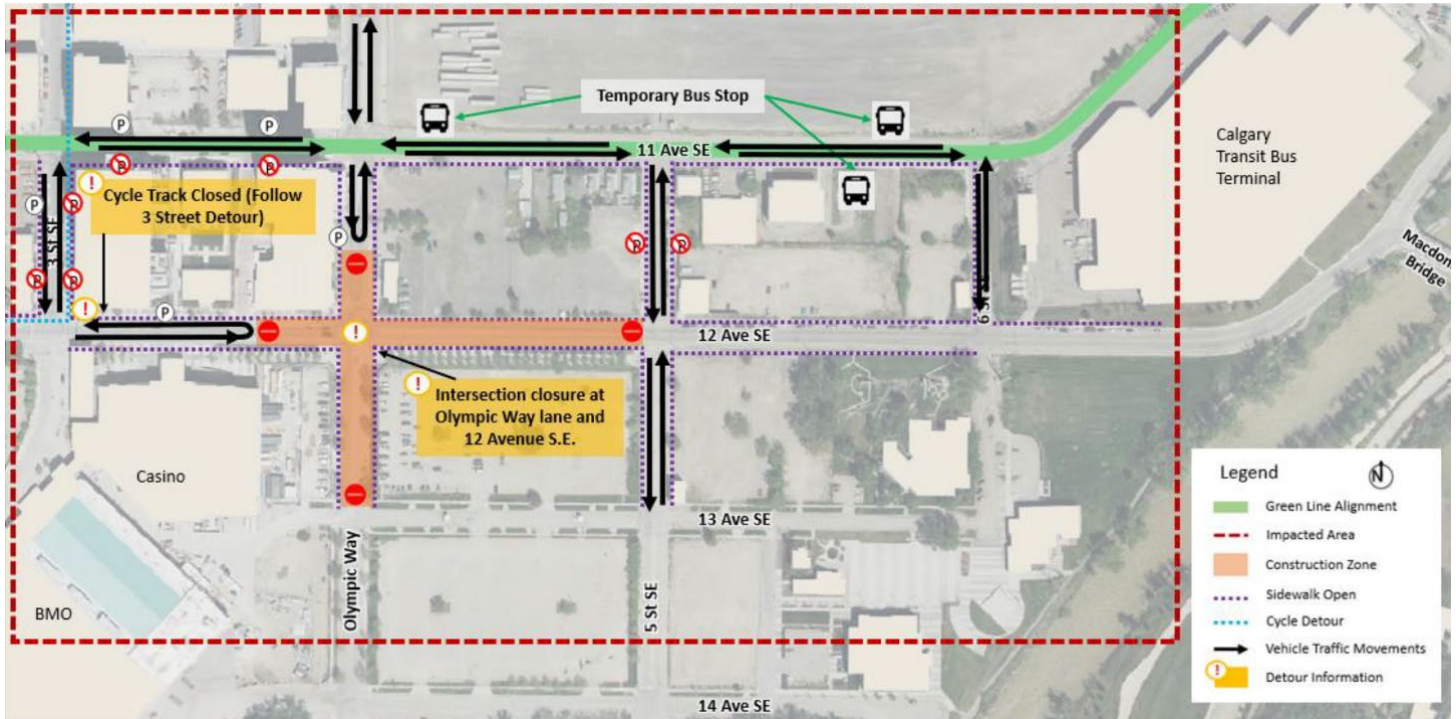 Temporary Bus Stop
P
P
11 Ave SE
Calgary
Transit Bus
Terminal
P
P
!
Cycle Track Closed (Follow
3 Street Detour)
P
P
3 St SE
P
P
P
P
P
P
Macdon
Bridge
6 St
!
P
!
12 Ave SE
!
Intersection closure at
Olympic Way lane and
12 Avenue S.E.
Casino
BMO
Olympic Way
5 St SE
13 Ave SE
14 Ave SE
Legend
N
Green Line Alignment
Impacted Area
Construction Zone
Sidewalk Open
Cycle Detour
Vehicle Traffic Movements
!
Detour Information